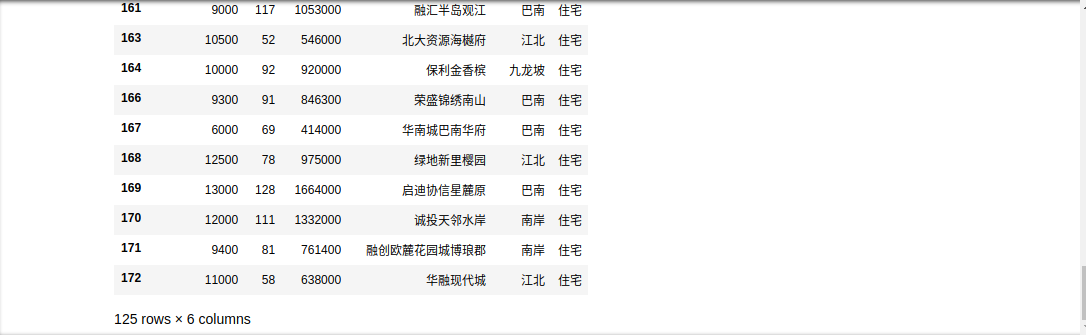 161 9000 117 1053000 融汇半岛观江 巴南 住宅
163 10500 52 546000 北大资源海樾府 江北 住宅
164 10000 92 920000 保利金香槟 九龙坡 住宅
166 9300 91 846300 荣盛锦绣南山 巴南 住宅
167 6000 69 414000 华南城巴南华府 巴南 住宅
168 12500 78 975000 绿地新里樱园 江北 住宅
169 13000 128 1664000 启迪协信星麓原 巴南 住宅
170 12000 111 1332000 诚投天邻水岸 南岸 住宅
171 9400 81 761400 融创欧麓花园城博琅郡 南岸 住宅
172 11000 58 638000 华融现代城 江北 住宅
125 rows × 6 columns